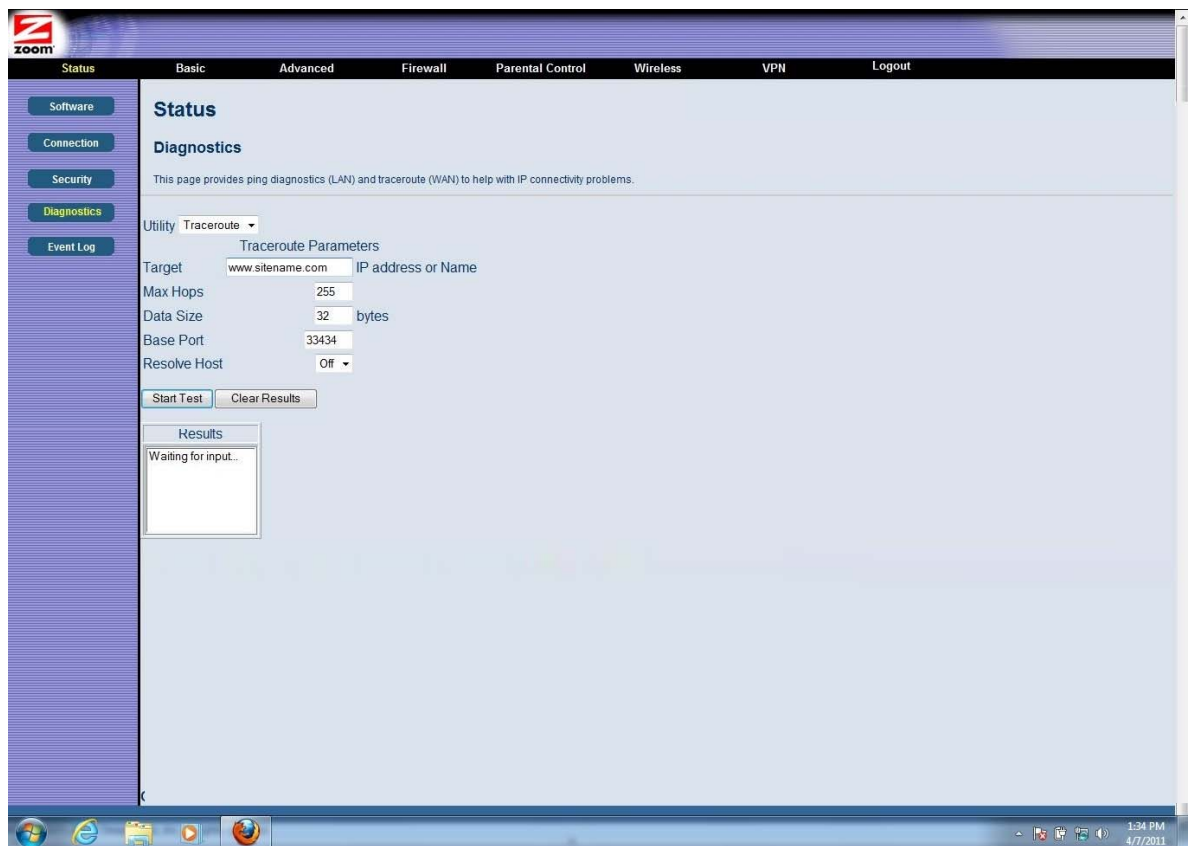 zoom
Status Basic Advanced Firewall Parental Control Wireless VPN Logout
Software
Connection
Security
Diagnostics
Event Log
Status
Diagnostics
This page provides ping diagnostics (LAN) and traceroute (WAN) to help with IP connectivity problems.
Utility Traceroute
Traceroute Parameters
Target www.sitename.com IP address or Name
Max Hops 255
Data Size 32 bytes
Base Port 33434
Resolve Host Off
Start Test Clear Results
Results
Waiting for input...
1:34 PM
4/7/2011